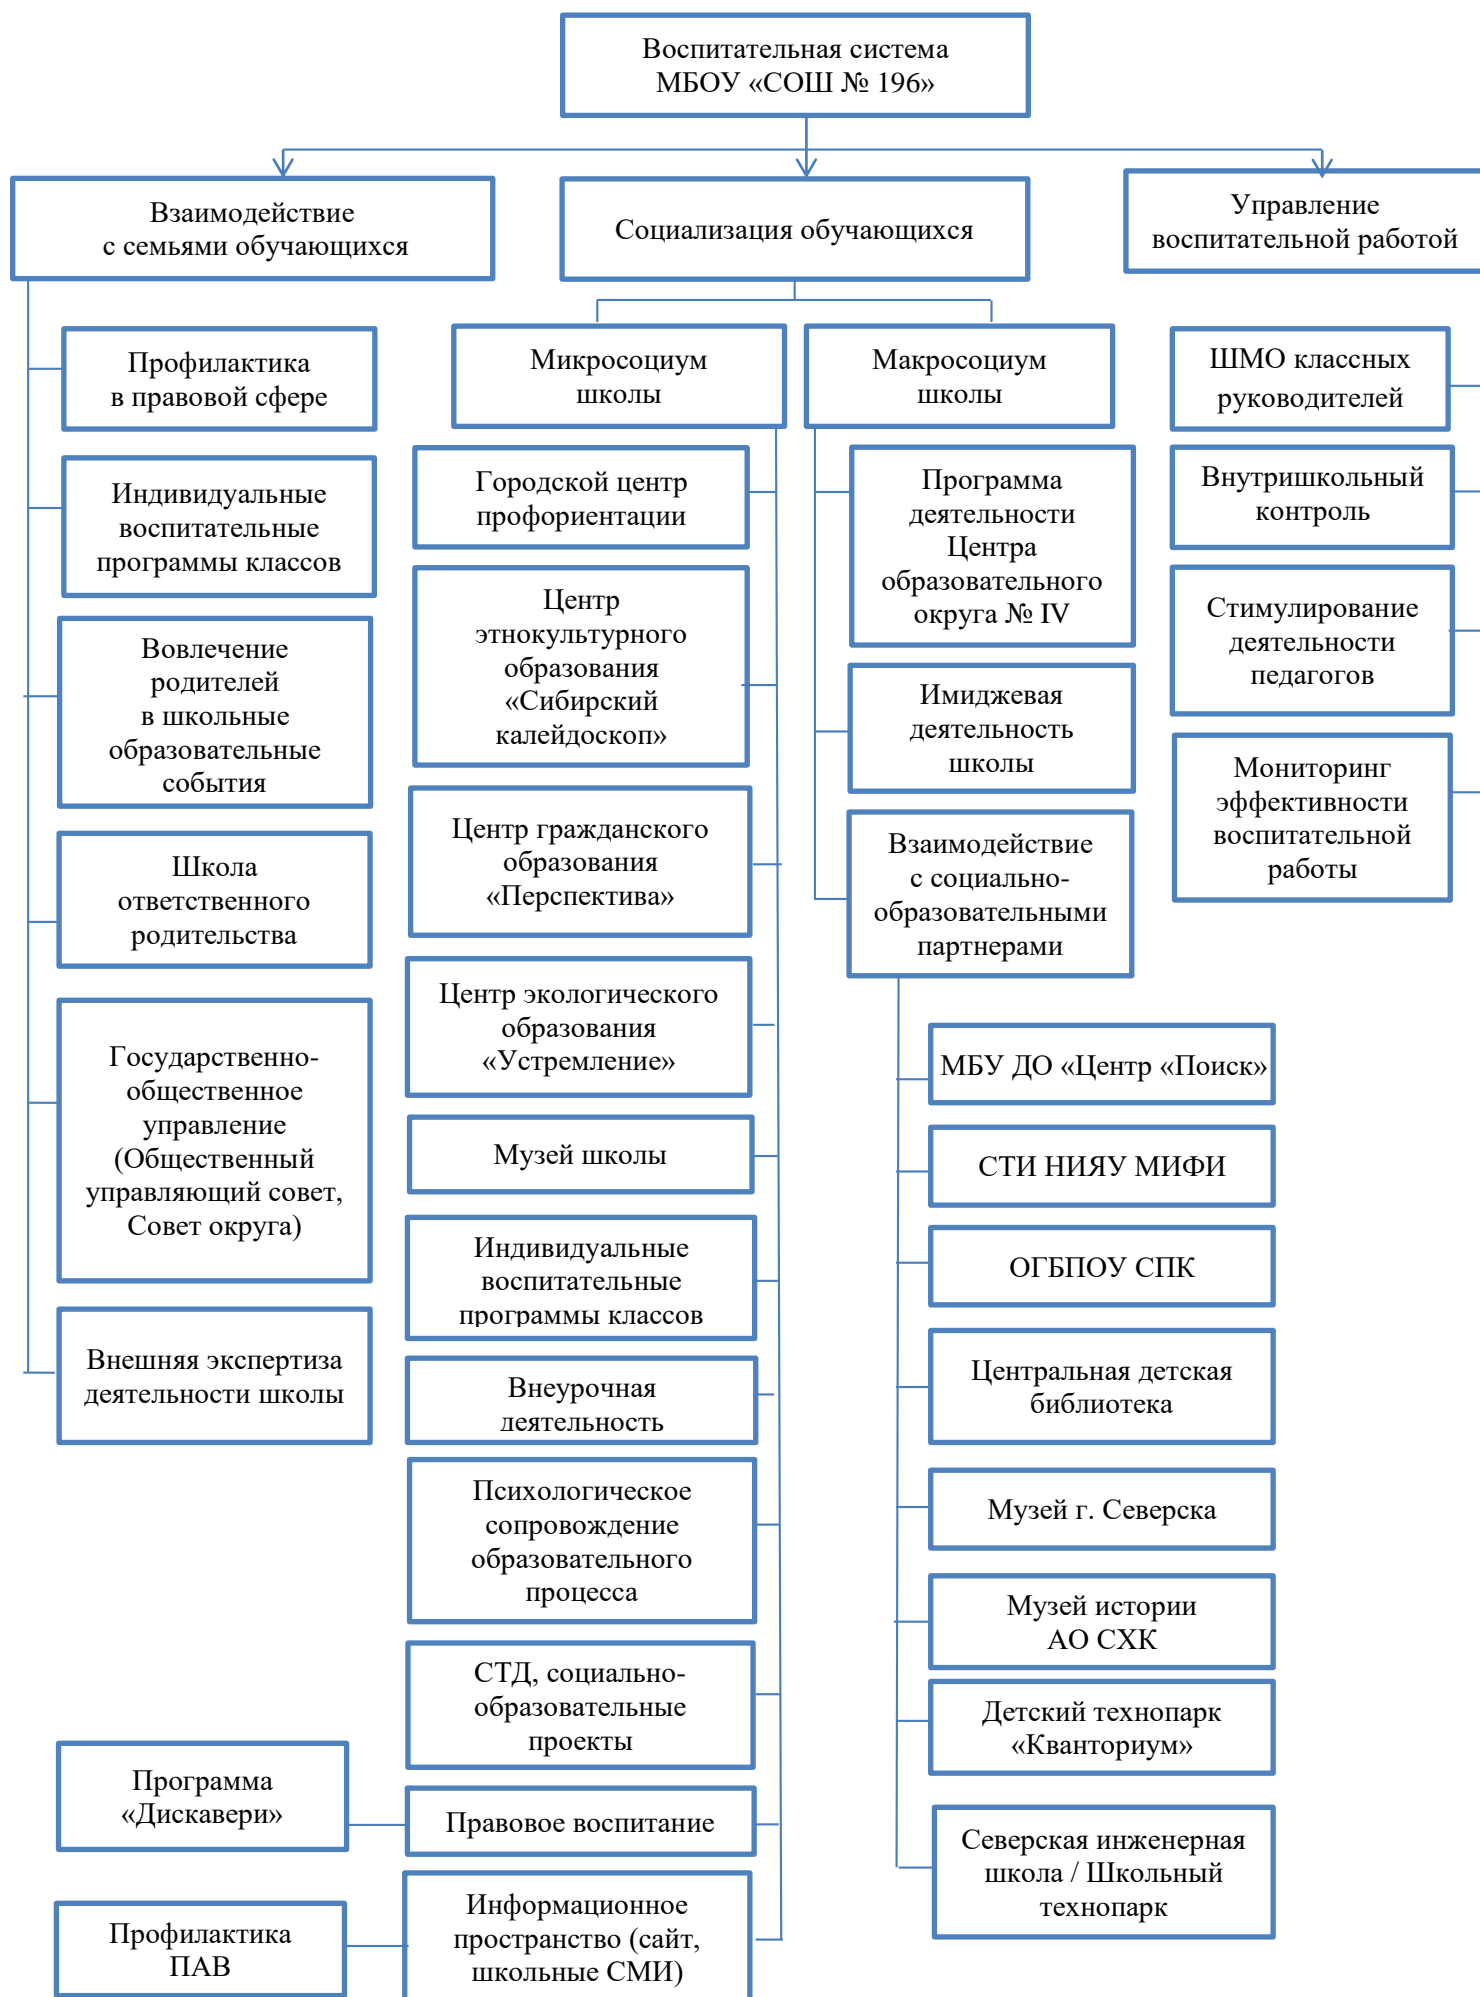 Воспитательная система
МБОУ «СОШ № 196»
Взаимодействие
с семьями обучающихся
Социализация обучающихся
Управление
воспитательной работой
Профилактика
в правовой сфере
Индивидуальные
воспитательные
программы классов
Вовлечение
родителей
в школьные
образовательные
события
Школа
ответственного
родительства
Государственно-
общественное
управление
(Общественный
управляющий совет,
Совет округа)
Внешняя экспертиза
деятельности школы
Микросоциум
школы
Городской центр
профориентации
Центр
этнокультурного
образования
«Сибирский
калейдоскоп»
Центр гражданского
образования
«Перспектива»
Центр экологического
образования
«Устремление»
Музей школы
Индивидуальные
воспитательные
программы классов
Внеурочная
деятельность
Психологическое
сопровождение
образовательного
процесса
СТД, социально-
образовательные
проекты
Правовое воспитание
Программа
«Дискавери»
Информационное
пространство (сайт,
школьные СМИ)
Профилактика
ПАВ
Макросоциум
школы
Программа
деятельности
Центра
образовательного
округа № IV
Имиджевая
деятельность
школы
Взаимодействие
с социально-
образовательными
партнерами
МБУ ДО «Центр «Поиск»
СТИ НИЯУ МИФИ
ОГБПОУ СПК
Центральная детская
библиотека
Музей г. Северска
Музей истории
АО СХК
Детский технопарк
«Кванториум»
Северская инженерная
школа / Школьный
технопарк
ШМО классных
руководителей
Внутришкольный
контроль
Стимулирование
деятельности
педагогов
Мониторинг
эффективности
воспитательной
работы